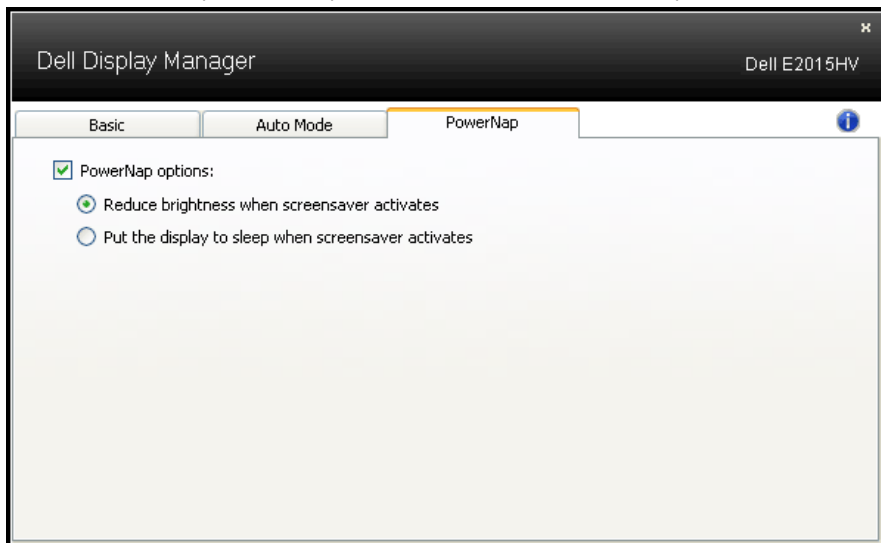 x
Dell Display Manager
Dell E2015HV
Basic
Auto Mode
PowerNap
i
PowerNap options:
Reduce brightness when screensaver activates
Put the display to sleep when screensaver activates